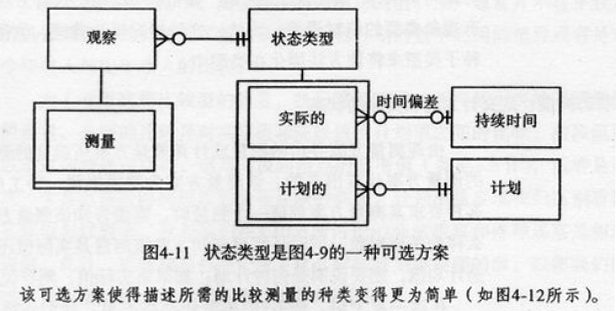 观察
状态类型
测量
实际的
时间偏差
持续时间
计划的
计划
图4-11 状态类型是图4-9的一种可选方案
该可选方案使得描述所需的比较测量的种类变得更为简单（如图4-12所示）。